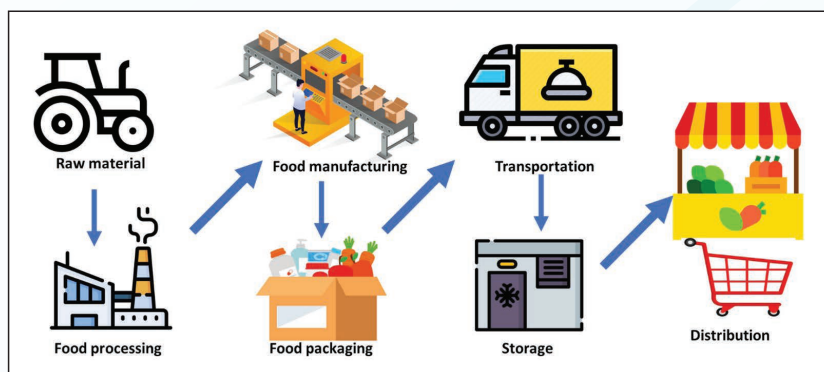 Raw material
Food manufacturing
Transportation
Food processing
Food packaging
Storage
Distribution